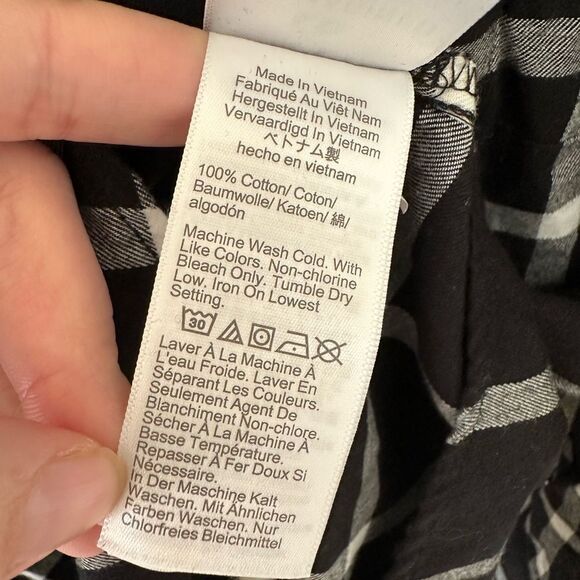 Made In Vietnam
Fabriqué Au Viêt Nam
Hergestellt In Vietnam
Vervaardigd In Vietnam
ベトナム製
hecho en vietnam
100% Cotton/ Coton/
Baumwolle/ Katoen/ 綿/
algodón
Machine Wash Cold. With
Like Colors. Non-chlorine
Bleach Only. Tumble Dry
Low. Iron On Lowest
Setting.
30
Laver À La Machine À
L'eau Froide. Laver En
Séparant Les Couleurs.
Seulement Agent De
Blanchiment Non-chlore.
Sécher À La Machine À
Basse Température.
Repasser À Fer Doux Si
Nécessaire.
In Der Maschine Kalt
Waschen. Mit Ähnlichen
Farben Waschen. Nur
Chlorfreies Bleichmittel